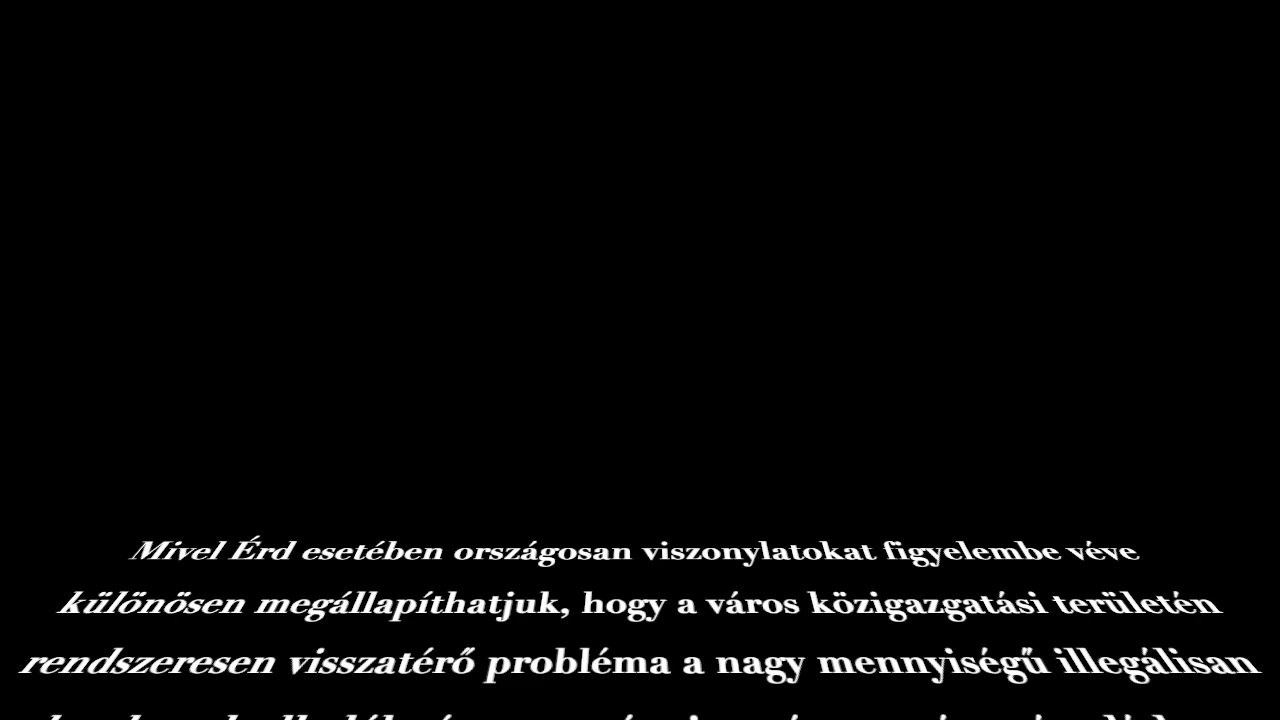 Mivel Érd esetében országosan viszonylatokat figyelembe véve
különösen megállapíthatjuk, hogy a város közigazgatási területén
rendszeresen visszatérő probléma a nagy mennyiségű illegálisan